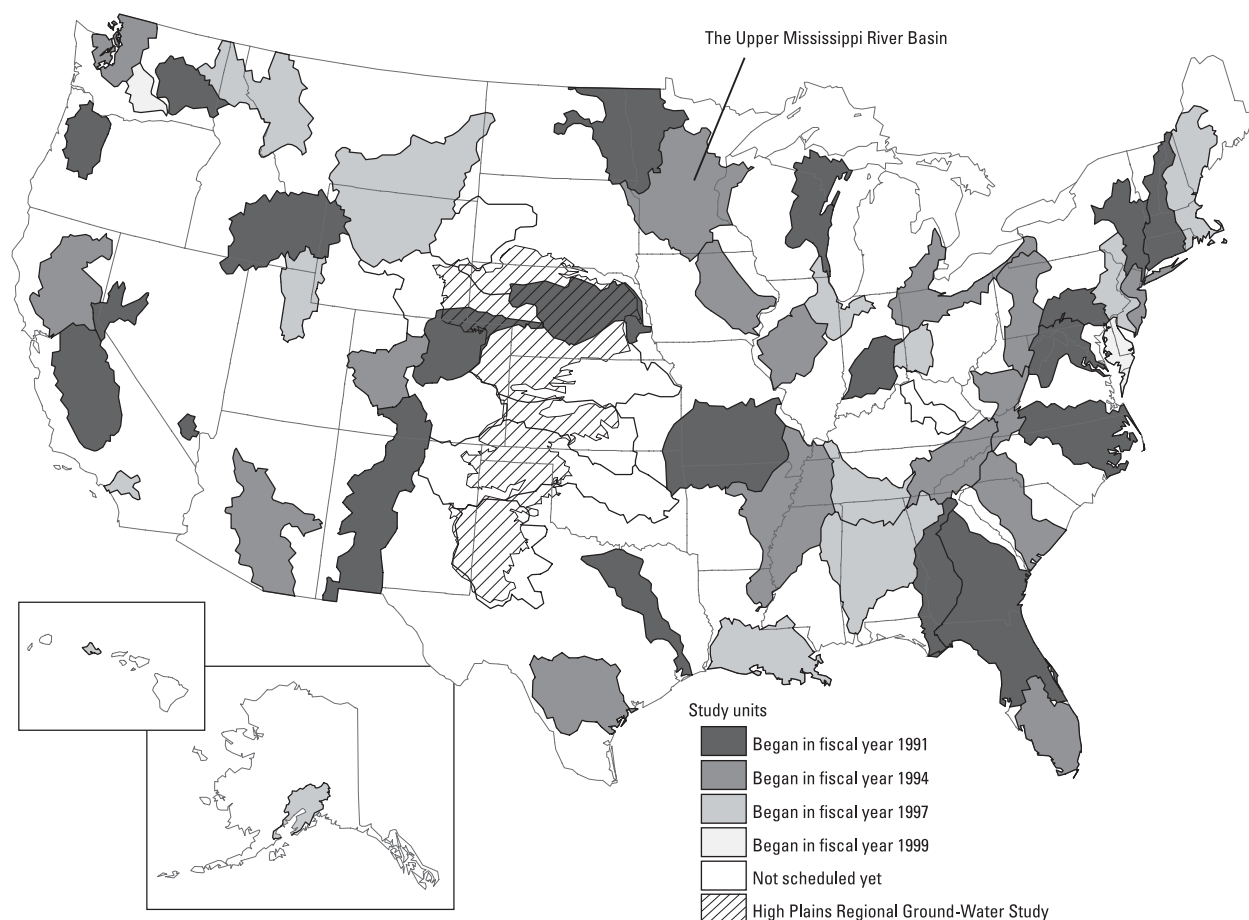 The Upper Mississippi River Basin
Study units
Began in fiscal year 1991
Began in fiscal year 1994
Began in fiscal year 1997
Began in fiscal year 1999
Not scheduled yet
High Plains Regional Ground-Water Study